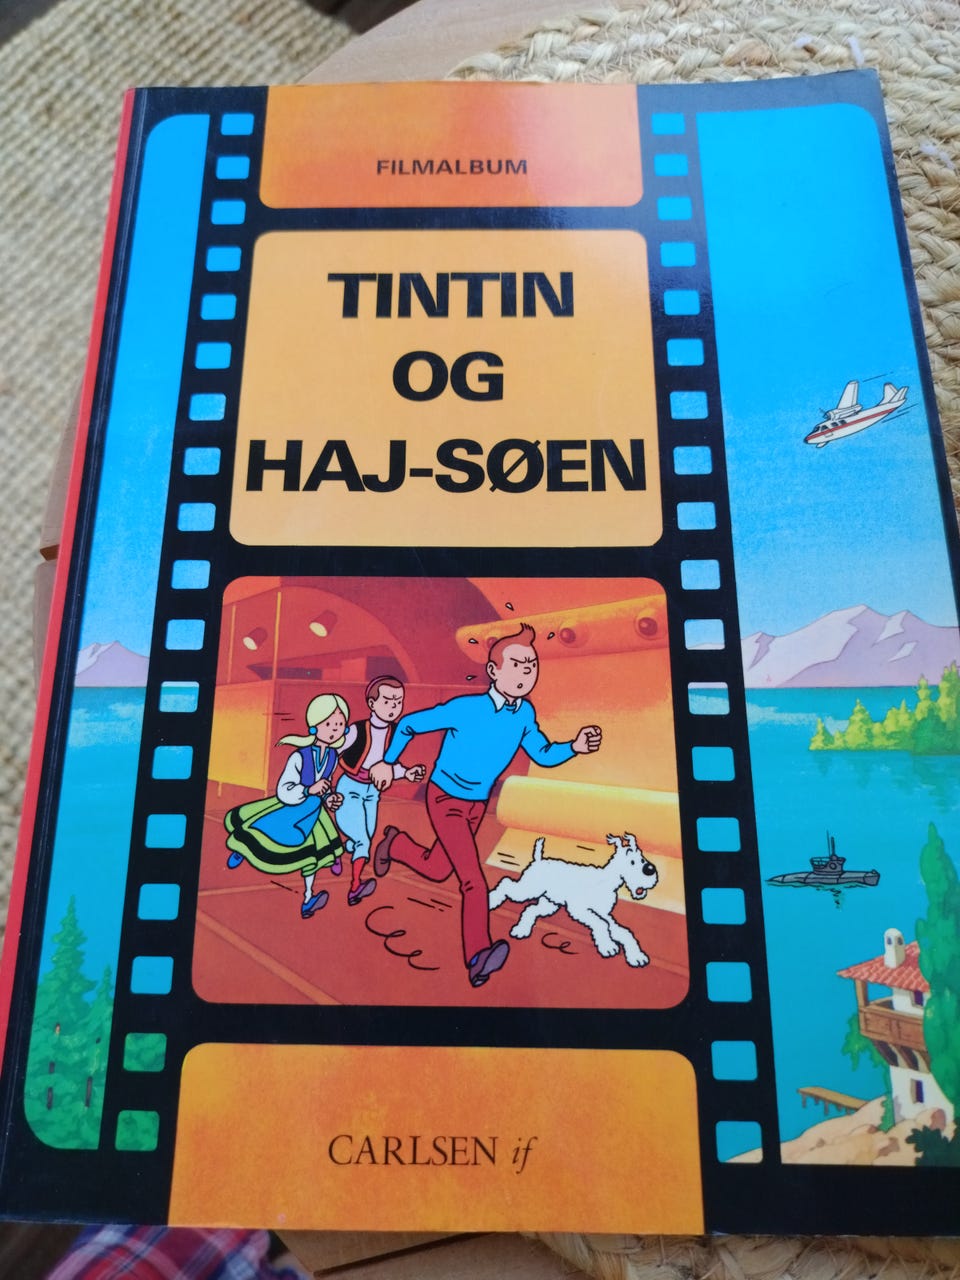 FILMALBUM
TINTIN
OG
HAJ-SØEN
CARLSEN if